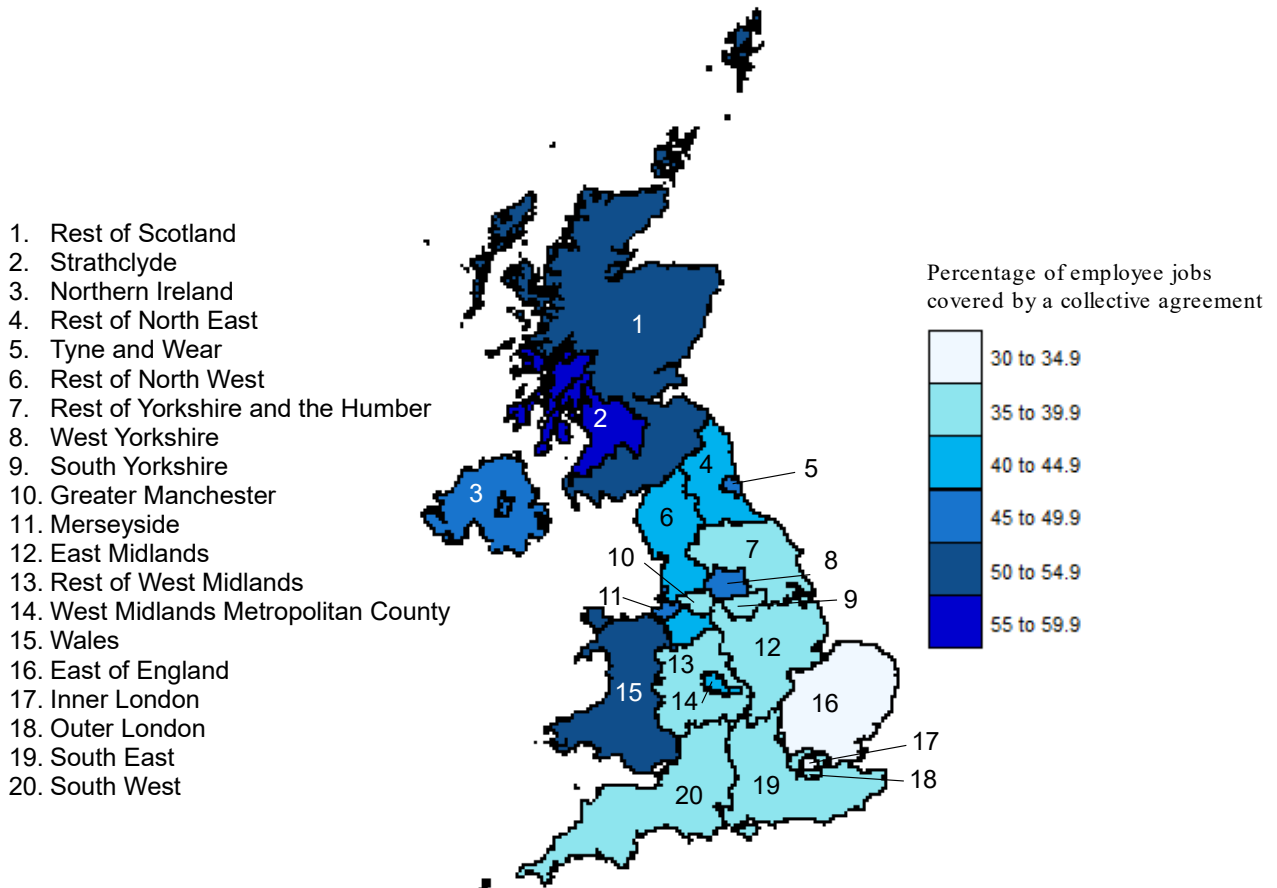 1. Rest of Scotland
2. Strathclyde
3. Northern Ireland
4. Rest of North East
5. Tyne and Wear
6. Rest of North West
7. Rest of Yorkshire and the Humber
8. West Yorkshire
9. South Yorkshire
10. Greater Manchester
11. Merseyside
12. East Midlands
13. Rest of West Midlands
14. West Midlands Metropolitan County
15. Wales
16. East of England
17. Inner London
18. Outer London
19. South East
20. South West
1
2
3
4
5
6
7
8
10
11
9
12
13
14
15
16
17
18
19
20
Percentage of employee jobs
covered by a collective agreement
30 to 34.9
35 to 39.9
40 to 44.9
45 to 49.9
50 to 54.9
55 to 59.9